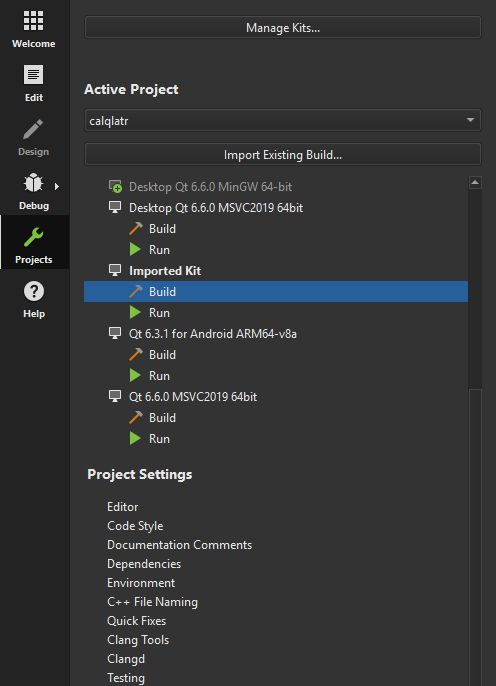 Welcome
Edit
Design
Debug
Projects
Help
Manage Kits...
Active Project
calqlatr
Import Existing Build...
Desktop Qt 6.6.0 MinGW 64-bit
Desktop Qt 6.6.0 MSVC2019 64bit
Build
Run
Imported Kit
Build
Run
Qt 6.3.1 for Android ARM64-v8a
Build
Run
Qt 6.6.0 MSVC2019 64bit
Build
Run
Project Settings
Editor
Code Style
Documentation Comments
Dependencies
Environment
C++ File Naming
Quick Fixes
Clang Tools
Clangd
Testing